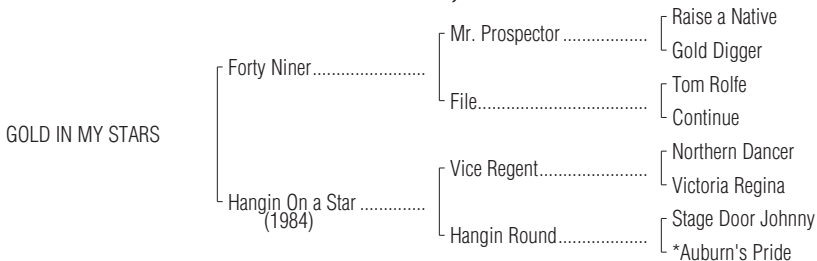 Raise a Native
Mr. Prospector ..................
Gold Digger
Forty Niner........................
Tom Rolfe
File....................................
Continue
GOLD IN MY STARS
Northern Dancer
Vice Regent.......................
Victoria Regina
Hangin On a Star ..............
(1984)
Stage Door Johnny
Hangin Round...................
*Auburn's Pride